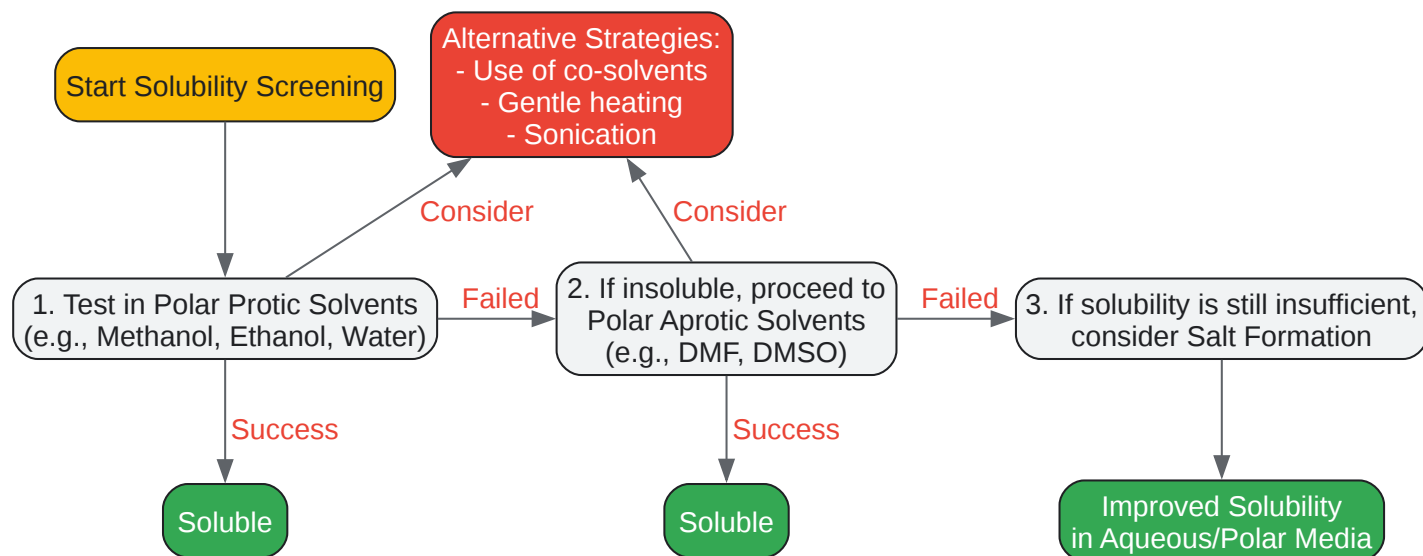 Start Solubility Screening
Alternative Strategies:
- Use of co-solvents
- Gentle heating
- Sonication
Consider
Consider
1. Test in Polar Protic Solvents
(e.g., Methanol, Ethanol, Water)
Failed
2. If insoluble, proceed to
Polar Aprotic Solvents
(e.g., DMF, DMSO)
Failed
3. If solubility is still insufficient,
consider Salt Formation
Success
Success
Soluble
Soluble
Improved Solubility
in Aqueous/Polar Media